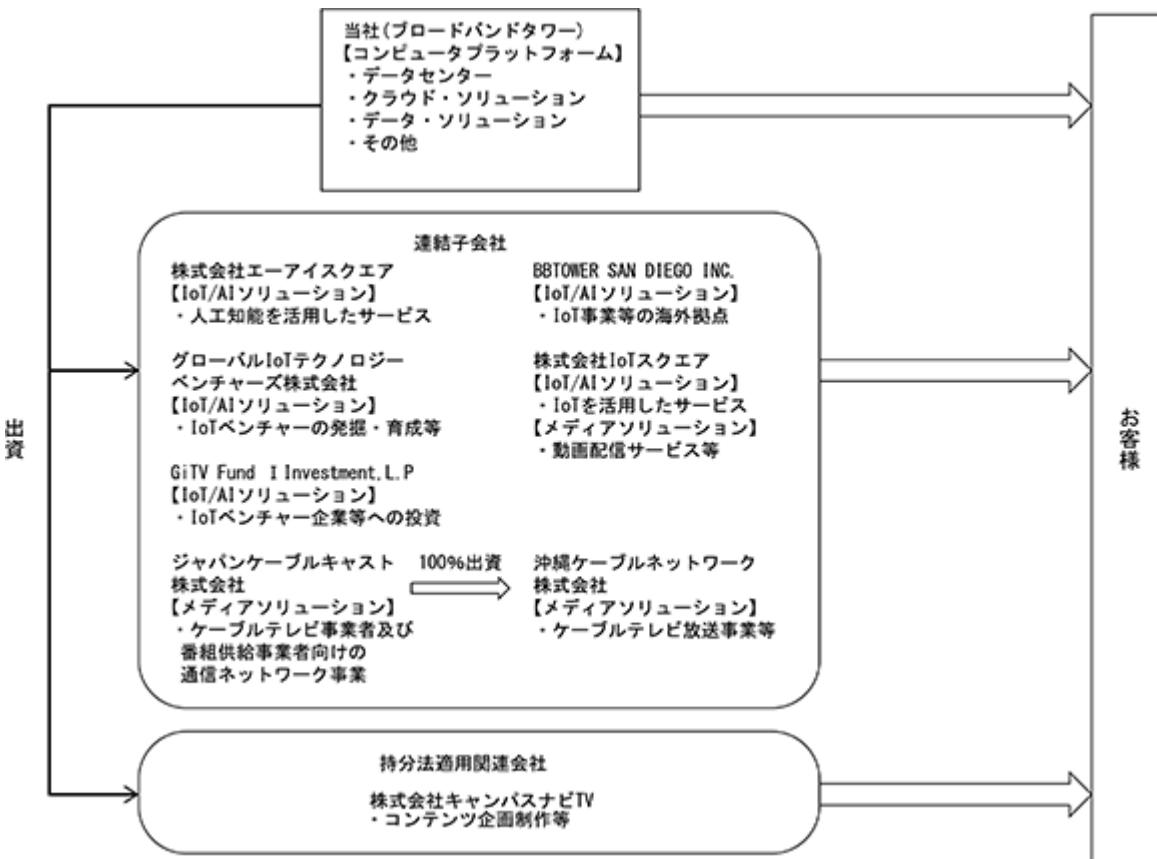 当社(ブロードバンドタワー)
【コンピュータプラットフォーム】
・データセンター
・クラウド・ソリューション
・データ・ソリューション
・その他
出資
連結子会社
株式会社エーアイスクエア
【IoT/AIソリューション】
・人工知能を活用したサービス
BBTOWER SAN DIEGO INC.
【IoT/AIソリューション】
・IoT事業等の海外拠点
グローバルIoTテクノロジー
ベンチャーズ株式会社
【IoT/AIソリューション】
・IoTベンチャーの発掘・育成等
株式会社IoTスクエア
【IoT/AIソリューション】
・IoTを活用したサービス
【メディアソリューション】
・動画配信サービス等
GiTV Fund I Investment.L.P
【IoT/AIソリューション】
・IoTベンチャー企業等への投資
ジャパンケーブルキャスト
株式会社
【メディアソリューション】
・ケーブルテレビ事業者及び
番組供給事業者向けの
通信ネットワーク事業
100%出資
沖縄ケーブルネットワーク
株式会社
【メディアソリューション】
・ケーブルテレビ放送事業等
持分法適用関連会社
株式会社キャンパスナビTV
・コンテンツ企画制作等
お客様